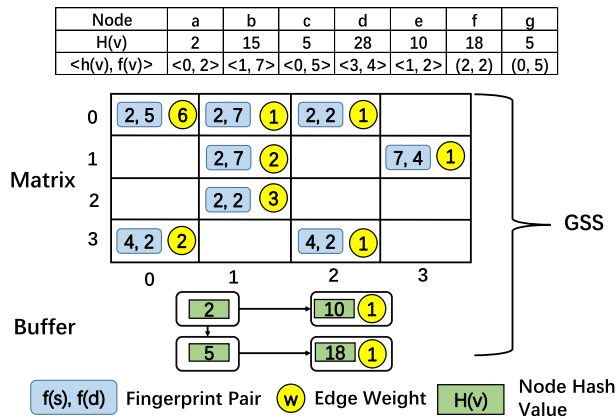 Node a b c d e f g
H(v) 2 15 5 28 10 18 5
<h(v), f(v)> <0, 2> <1, 7> <0, 5> <3, 4> <1, 2> (2, 2) (0, 5)
0 2, 5 6 2, 7 1 2, 2 1
1 2, 7 2 7, 4 1
Matrix
2 2, 2 3
GSS
3 4, 2 2 4, 2 1
0 1 2 3
2 10 1
Buffer
5 18 1
f(s), f(d) Fingerprint Pair w Edge Weight H(v) Node Hash
Value